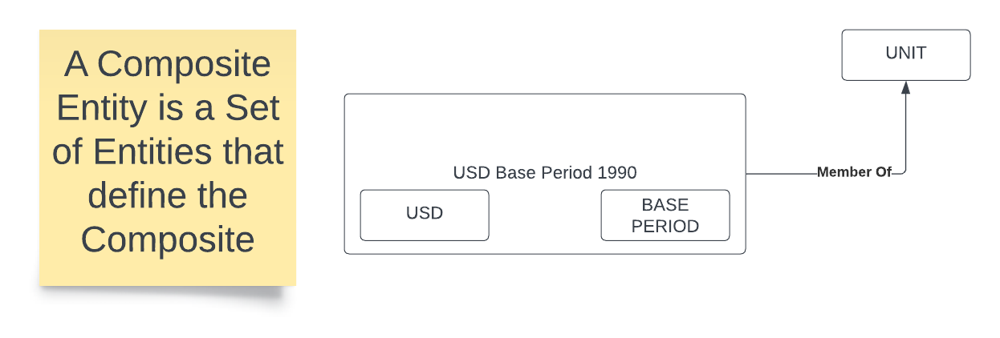 A Composite
Entity is a Set
of Entities that
define the
Composite
UNIT
USD Base Period 1990
Member Of
USD
BASE
PERIOD